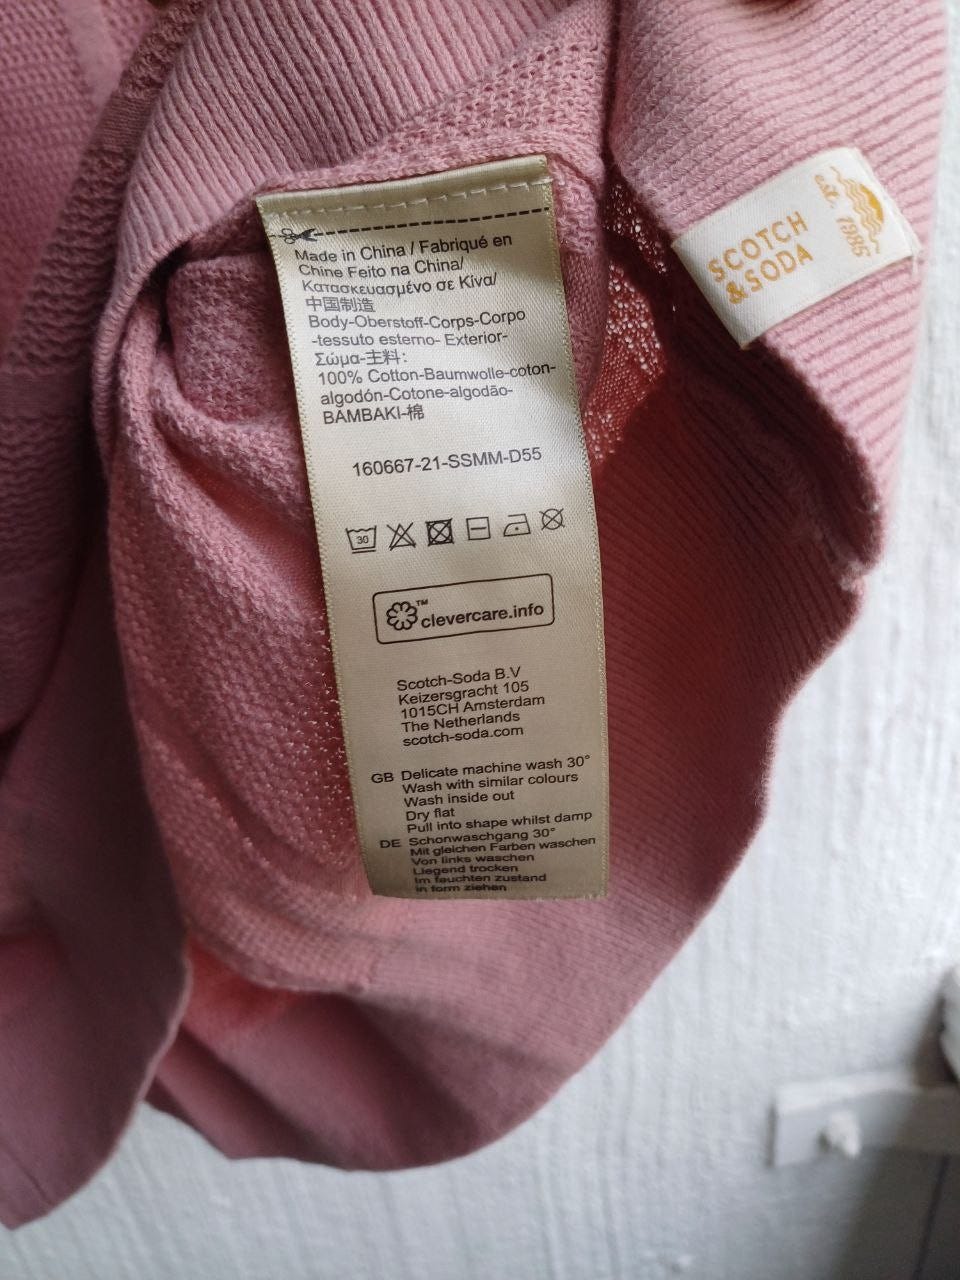 Made in China / Fabriqué en
Chine Feito na China/
Κατασκευασμένο σε Κίνα/
中国制造
Body-Oberstoff-Corps-Corpo
-tessuto esterno- Exterior-
Σώμα-主料:
100% Cotton-Baumwolle-coton-
algodón-Cotone-algodão-
BAMBAKI-棉
160667-21-SSMM-D55
30
™
clevercare.info
Scotch-Soda B.V
Keizersgracht 105
1015CH Amsterdam
The Netherlands
scotch-soda.com
GB Delicate machine wash 30°
Wash with similar colours
Wash inside out
Dry flat
Pull into shape whilst damp
DE Schonwaschgang 30°
Mit gleichen Farben waschen
Von links waschen
Liegend trocken
Im feuchten zustand
in form ziehen
SCOTCH
&SODA
est. 1985